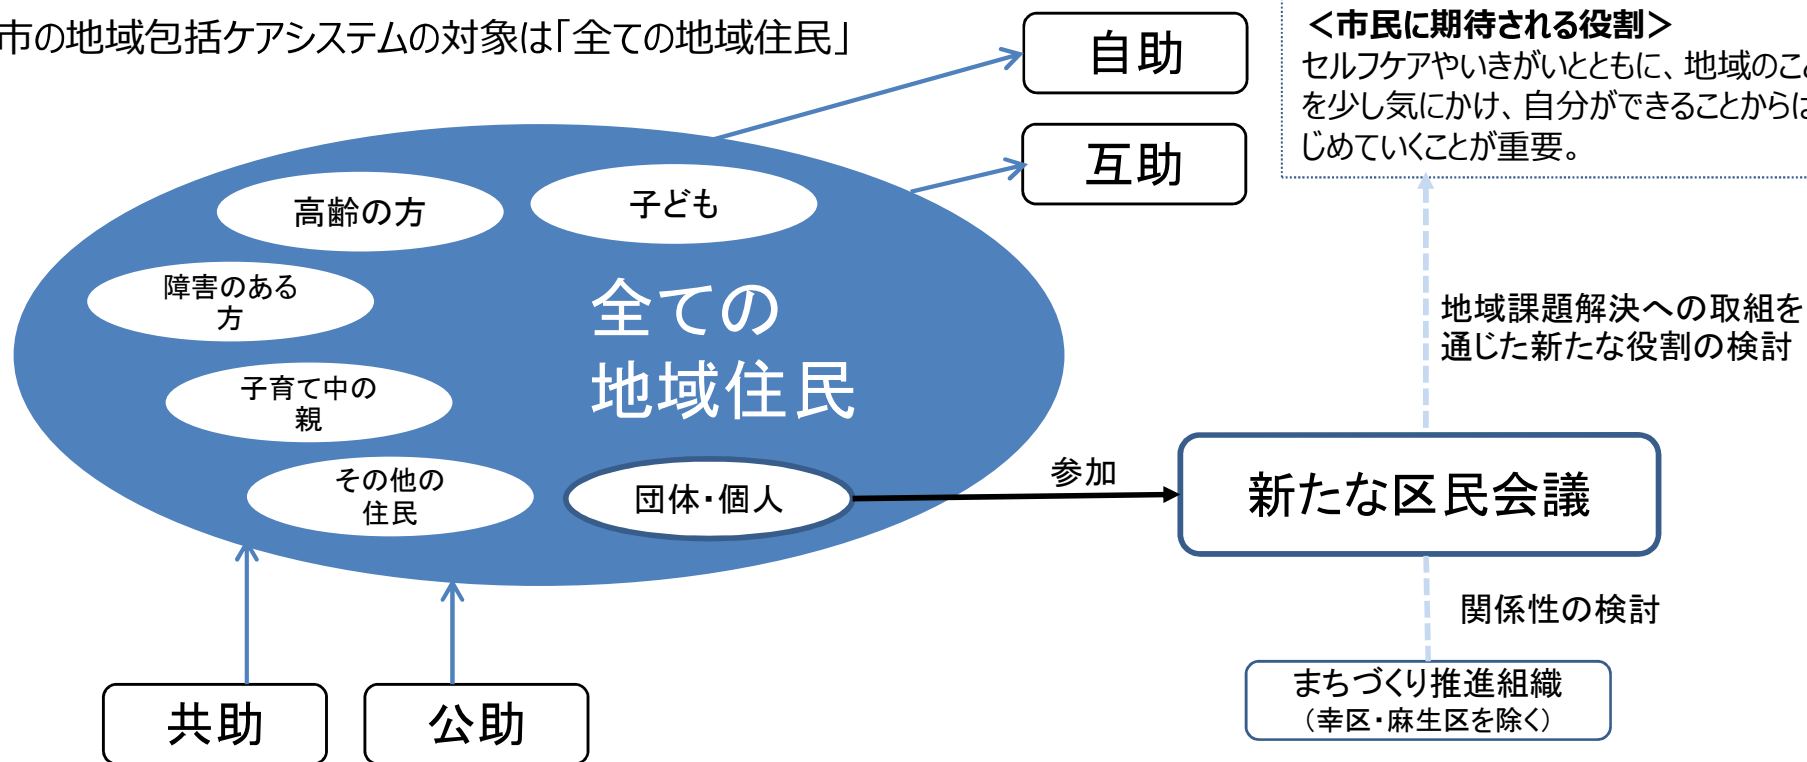 市の地域包括ケアシステムの対象は「全ての地域住民」
自助
互助
＜市民に期待される役割＞
セルフケアやいきがいとともに、地域のこ
を少し気にかけ、自分ができることからは
じめていくことが重要。
高齢の方
子ども
障害のある
方
全ての
地域住民
子育て中の
親
その他の
住民
団体・個人
参加
新たな区民会議
地域課題解決への取組を
通じた新たな役割の検討
関係性の検討
まちづくり推進組織
（幸区・麻生区を除く）
共助
公助